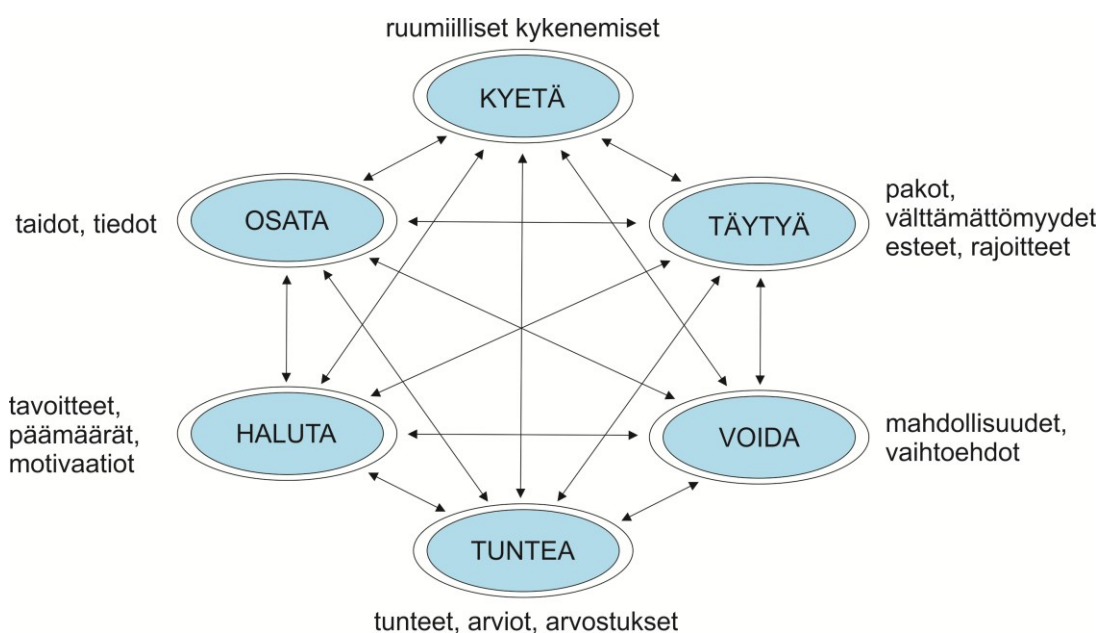 ruumiilliset kykenemiset
KYETÄ
OSATA
taidot, tiedot
TÄYTYÄ
pakot,
välttämättömyydet
esteet, rajoitteet
HALUTA
tavoitteet,
päämäärät,
motivaatiot
VOIDA
mahdollisuudet,
vaihtoehdot
TUNTEA
tunteet, arviot, arvostukset